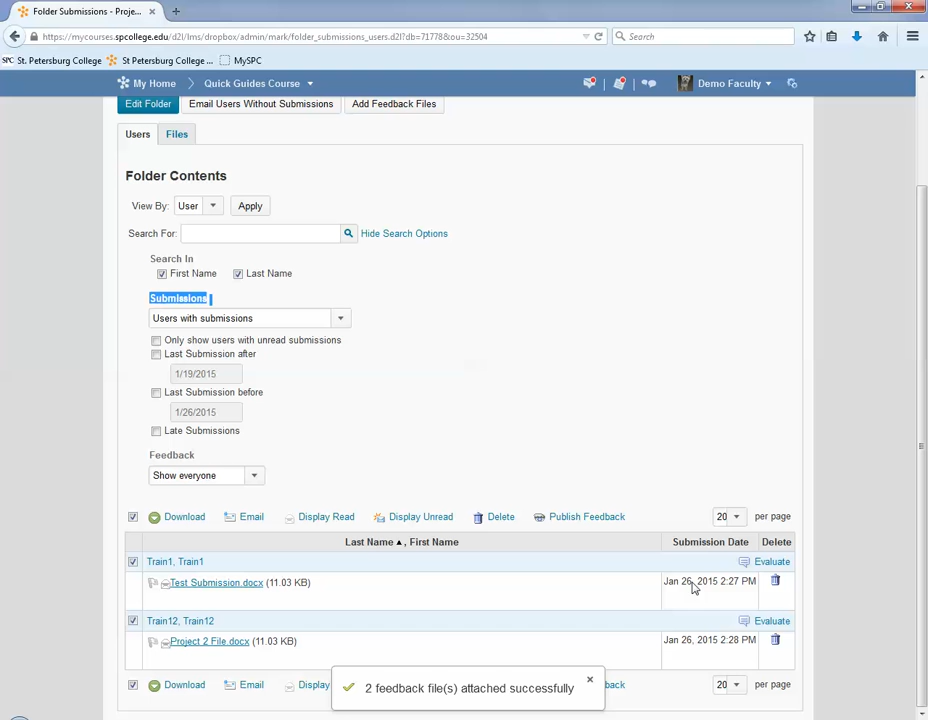 Folder Submissions - Proje...
https://mycourses.spcollege.edu/d2l/lms/dropbox/admin/mark/folder_submissions_users.d2l?db=71778&ou=32504
Search
St. Petersburg College
St Petersburg College ...
MySPC
My Home
Quick Guides Course
Demo Faculty
Edit Folder
Email Users Without Submissions
Add Feedback Files
Users
Files
Folder Contents
View By: User Apply
Search For: Hide Search Options
Search In
First Name Last Name
Submissions
Users with submissions
Only show users with unread submissions
Last Submission after
1/19/2015
Last Submission before
1/26/2015
Late Submissions
Feedback
Show everyone
Download Email Display Read Display Unread Delete Publish Feedback 20 per page
Last Name ▲, First Name Submission Date Delete
Train1, Train1 Evaluate
Test Submission.docx (11.03 KB) Jan 26, 2015 2:27 PM
Train12, Train12 Evaluate
Project 2 File.docx (11.03 KB) Jan 26, 2015 2:28 PM
Download Email Display back 20 per page
2 feedback file(s) attached successfully